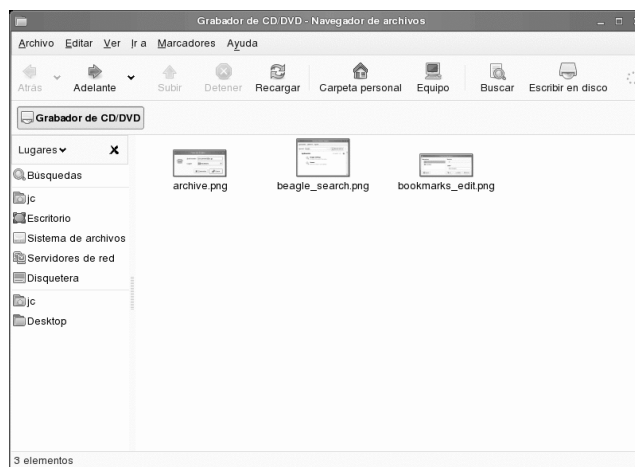 Grabador de CD/DVD - Navegador de archivos
Archivo Editar Ver Ir a Marcadores Ayuda
Atrás Adelante Subir Detener Recargar Carpeta personal Equipo Buscar Escribir en disco
Grabador de CD/DVD
Lugares
Búsquedas
jc
Escritorio
Sistema de archivos
Servidores de red
Disquetera
jc
Desktop
archive.png beagle_search.png bookmarks_edit.png
3 elementos